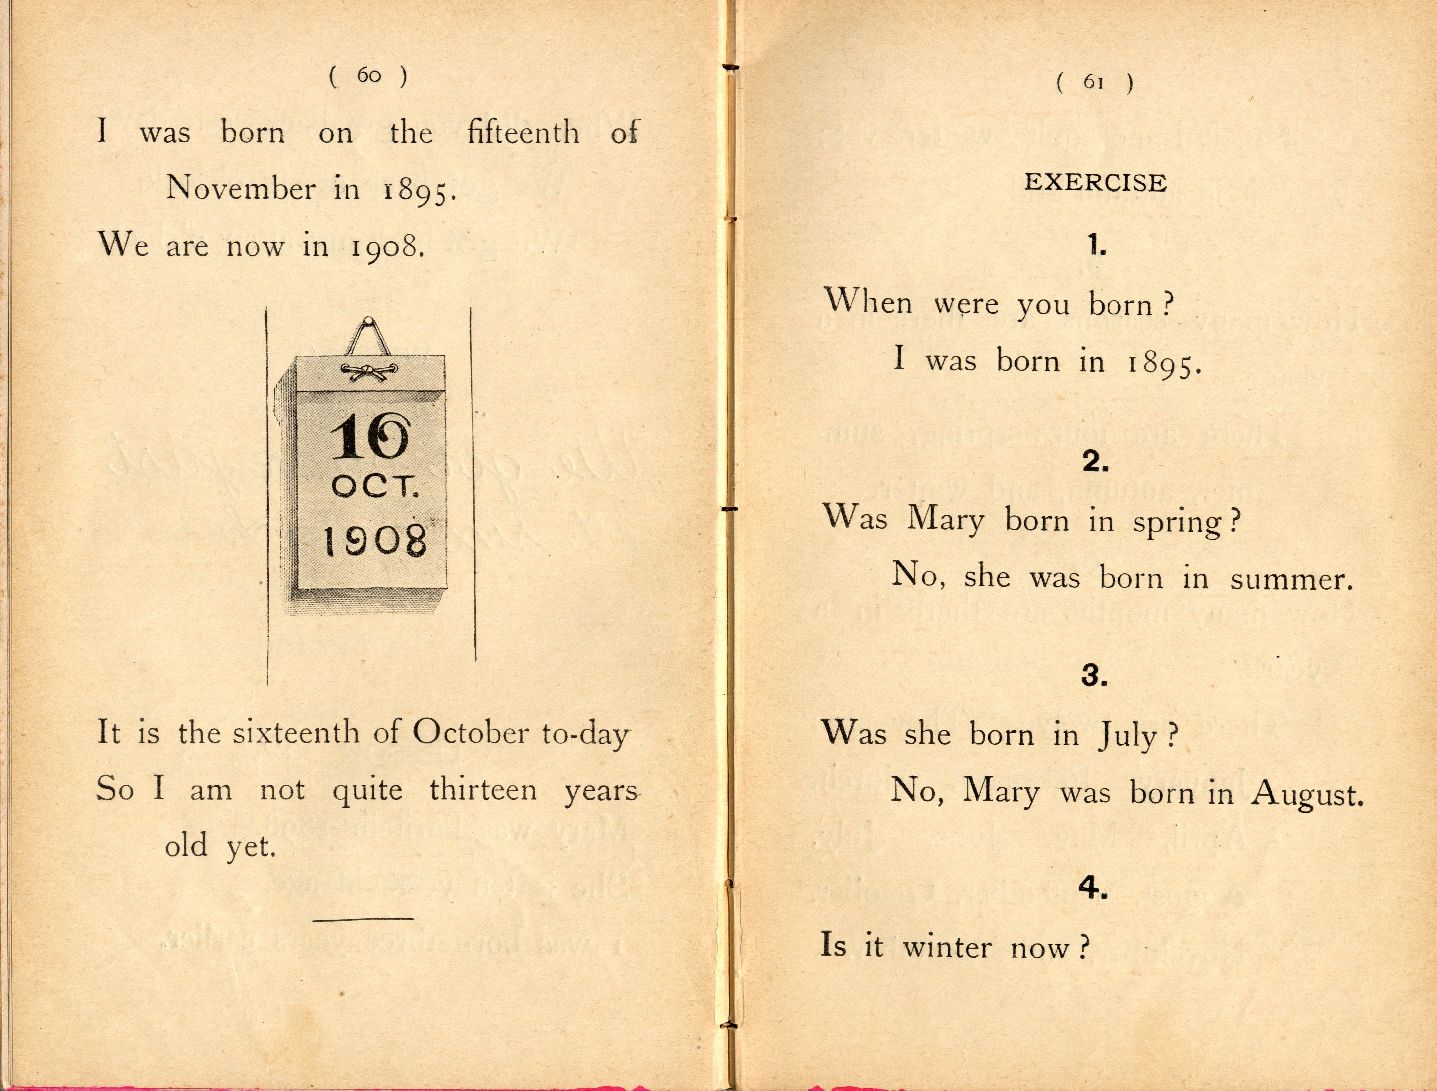 ( 60 )
I was born on the fifteenth of
November in 1895.
We are now in 1908.
16
OCT.
1908
It is the sixteenth of October to-day
So I am not quite thirteen years
old yet.
( 61 )
EXERCISE
1.
When were you born ?
I was born in 1895.
2.
Was Mary born in spring ?
No, she was born in summer.
3.
Was she born in July ?
No, Mary was born in August.
4.
Is it winter now ?